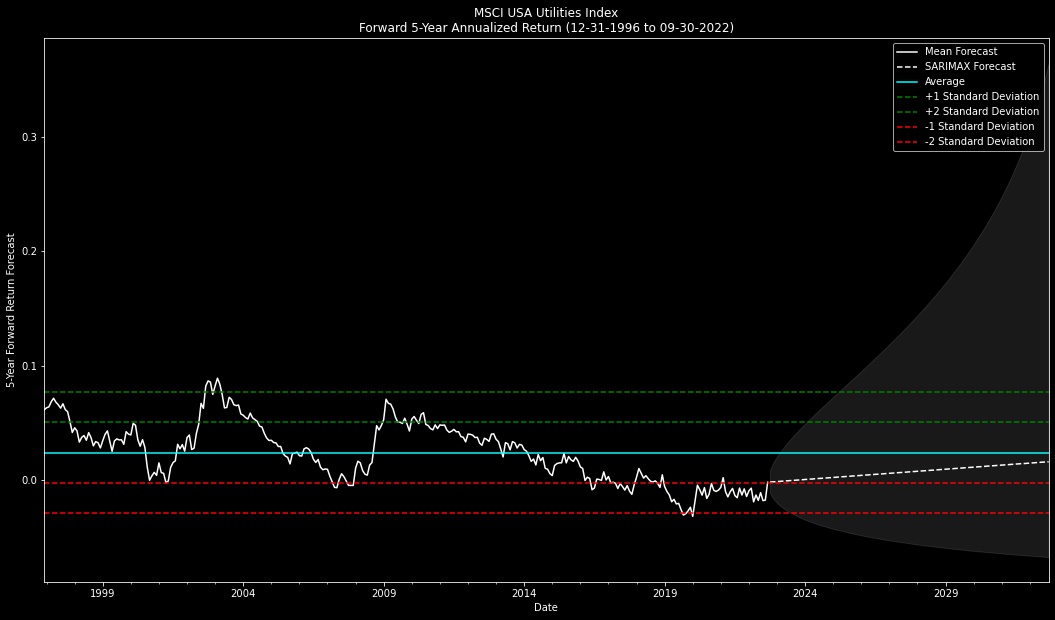 MSCI USA Utilities Index
Forward 5-Year Annualized Return (12-31-1996 to 09-30-2022)
Mean Forecast
SARIMAX Forecast
Average
+1 Standard Deviation
+2 Standard Deviation
-1 Standard Deviation
-2 Standard Deviation
5-Year Forward Return Forecast
0.3
0.2
0.1
0.0
1999
2004
2009
2014
2019
2024
2029
Date